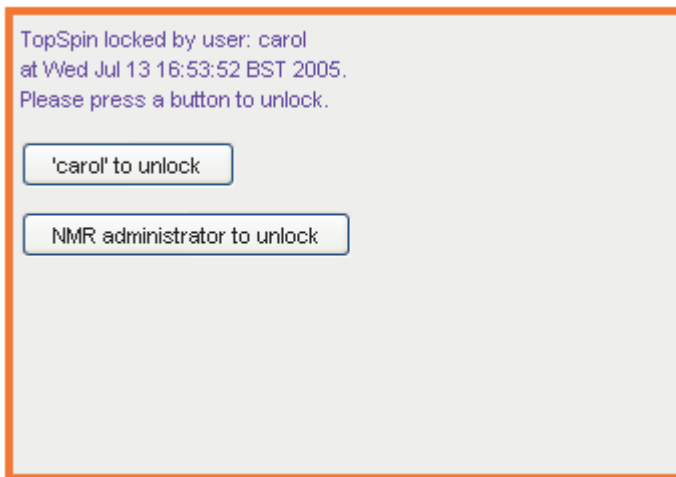 TopSpin locked by user: carol
at Wed Jul 13 16:53:52 BST 2005.
Please press a button to unlock.
'carol' to unlock
NMR administrator to unlock